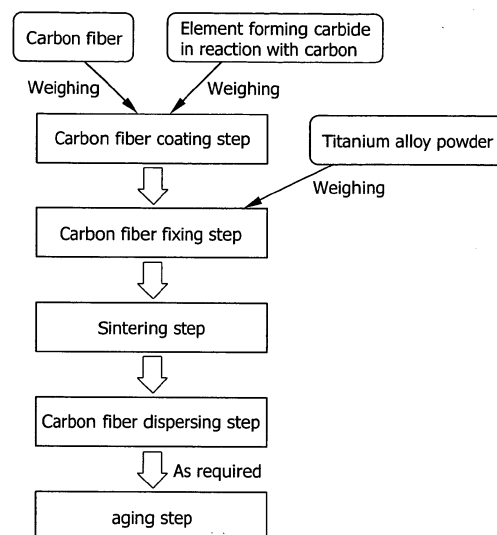 Carbon fiber
Element forming carbide
in reaction with carbon
Weighing
Weighing
Carbon fiber coating step
Titanium alloy powder
Weighing
Carbon fiber fixing step
Sintering step
Carbon fiber dispersing step
As required
aging step